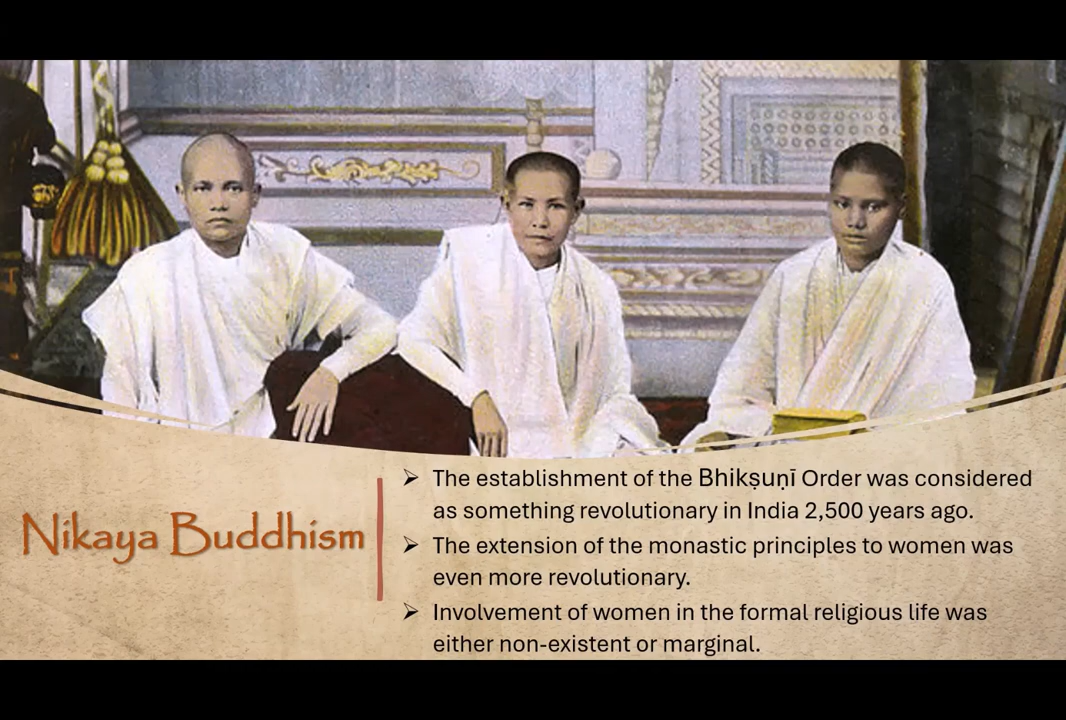 Nikaya Buddhism
➢ The establishment of the Bhikṣuṇī Order was considered
as something revolutionary in India 2,500 years ago.
➢ The extension of the monastic principles to women was
even more revolutionary.
➢ Involvement of women in the formal religious life was
either non-existent or marginal.